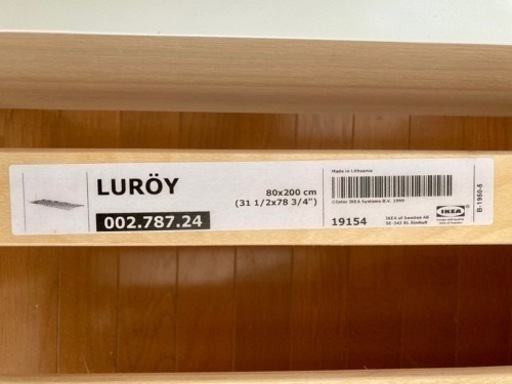 LURÖY
002.787.24
80x200 cm
(31 1/2x78 3/4")
Made in Lithuania
©Inter IKEA Systems B.V. 1999
19154
IKEA of Sweden AB
SE-343 81 Älmhult
IKEA
B-1950-5